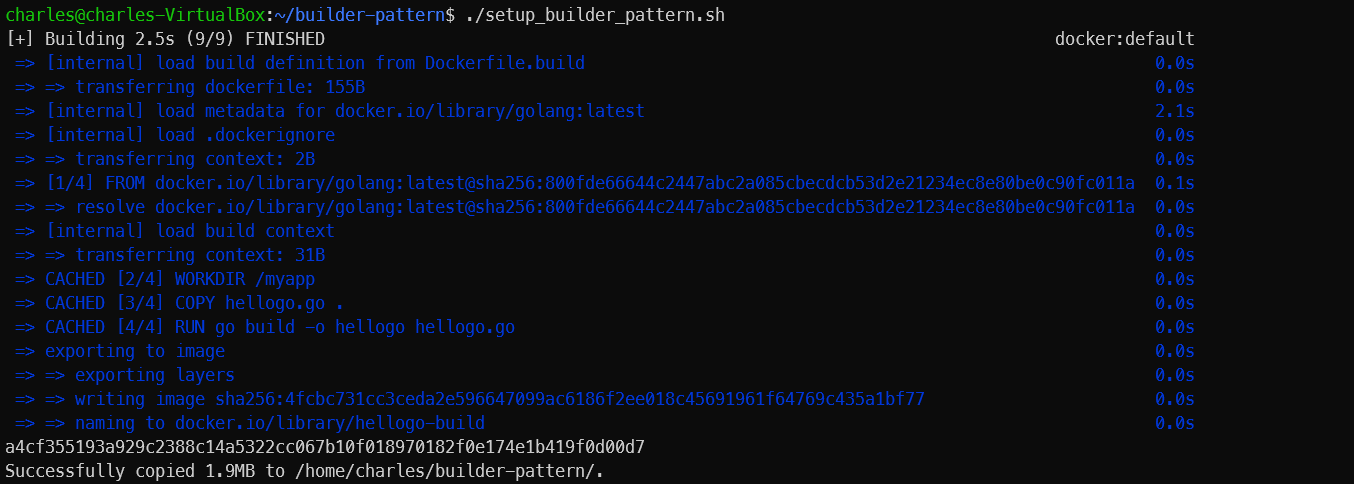 charles@charles-VirtualBox:~/builder-pattern$ ./setup_builder_pattern.sh
[+] Building 2.5s (9/9) FINISHED docker:default
=> [internal] load build definition from Dockerfile.build 0.0s
=> => transferring dockerfile: 155B 0.0s
=> [internal] load metadata for docker.io/library/golang:latest 2.1s
=> [internal] load .dockerignore 0.0s
=> => transferring context: 2B 0.0s
=> [1/4] FROM docker.io/library/golang:latest@sha256:800fde66644c2447abc2a085cbecdcb53d2e21234ec8e80be0c90fc011a 0.1s
=> => resolve docker.io/library/golang:latest@sha256:800fde66644c2447abc2a085cbecdcb53d2e21234ec8e80be0c90fc011a 0.0s
=> [internal] load build context 0.0s
=> => transferring context: 31B 0.0s
=> CACHED [2/4] WORKDIR /myapp 0.0s
=> CACHED [3/4] COPY hellogo.go . 0.0s
=> CACHED [4/4] RUN go build -o hellogo hellogo.go 0.0s
=> exporting to image 0.0s
=> => exporting layers 0.0s
=> => writing image sha256:4fcbc731cc3ceda2e596647099ac6186f2ee018c45691961f64769c435a1bf77 0.0s
=> => naming to docker.io/library/hellogo-build 0.0s
a4cf355193a929c2388c14a5322cc067b10f018970182f0e174e1b419f0d00d7
Successfully copied 1.9MB to /home/charles/builder-pattern/.